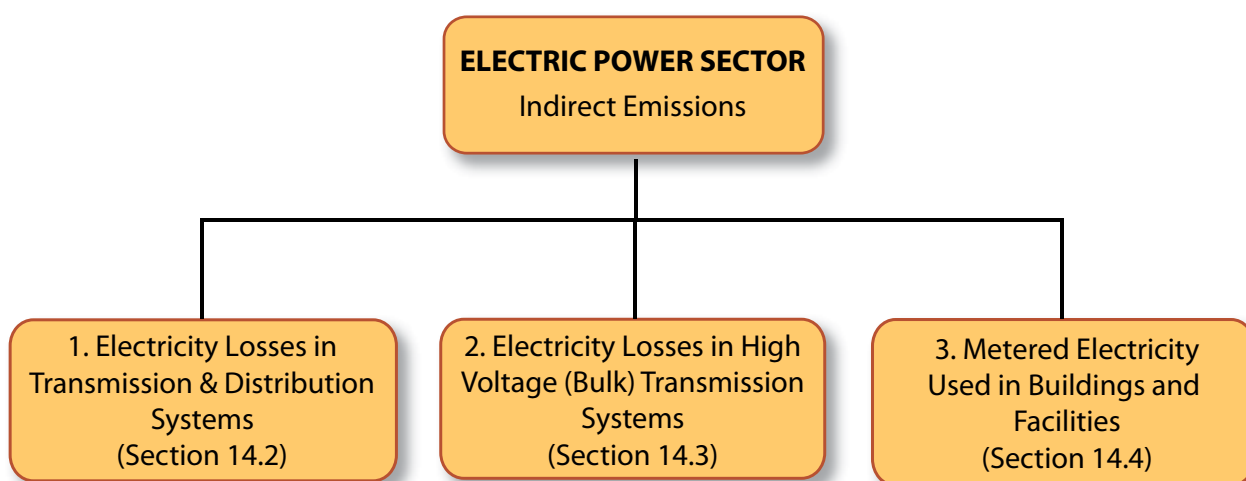 ELECTRIC POWER SECTOR
Indirect Emissions
1. Electricity Losses in
Transmission & Distribution
Systems
(Section 14.2)
2. Electricity Losses in High
Voltage (Bulk) Transmission
Systems
(Section 14.3)
3. Metered Electricity
Used in Buildings and
Facilities
(Section 14.4)